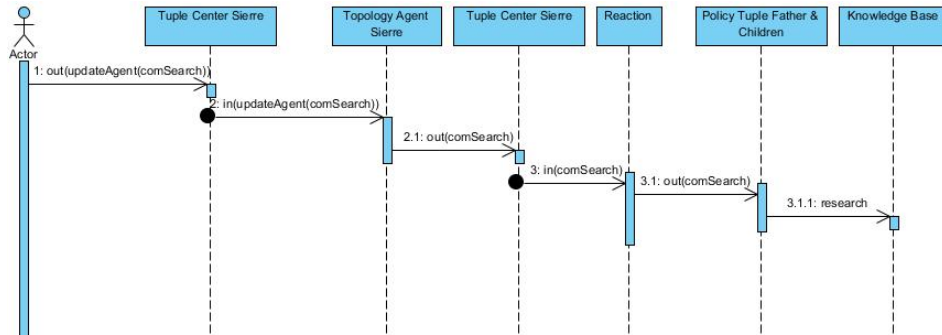 Tuple Center Sierre
Topology Agent
Sierre
Tuple Center Sierre
Reaction
Policy Tuple Father &
Children
Knowledge Base
Actor
1: out(updateAgent(comSearch))
2: in(updateAgent(comSearch))
2.1: out(comSearch)
3: in(comSearch)
3.1: out(comSearch)
3.1.1: research